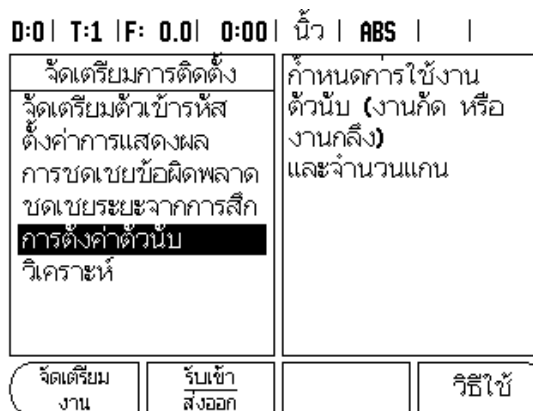 D:0 | T:1 | F: 0.0 | 0:00 | นิ้ว | ABS | |
จัดเตรียมการติดตั้ง
จัดเตรียมตัวเข้ารหัส
ตั้งค่าการแสดงผล
การชดเชยข้อผิดพลาด
ชดเชยระยะจากการสึก
การตั้งค่าตัวนับ
วิเคราะห์
กำหนดการใช้งาน
ตัวนับ (งานกัด หรือ
งานกลึง)
และจำนวนแกน
จัดเตรียม
งาน
รับเข้า
ส่งออก
วิธีใช้